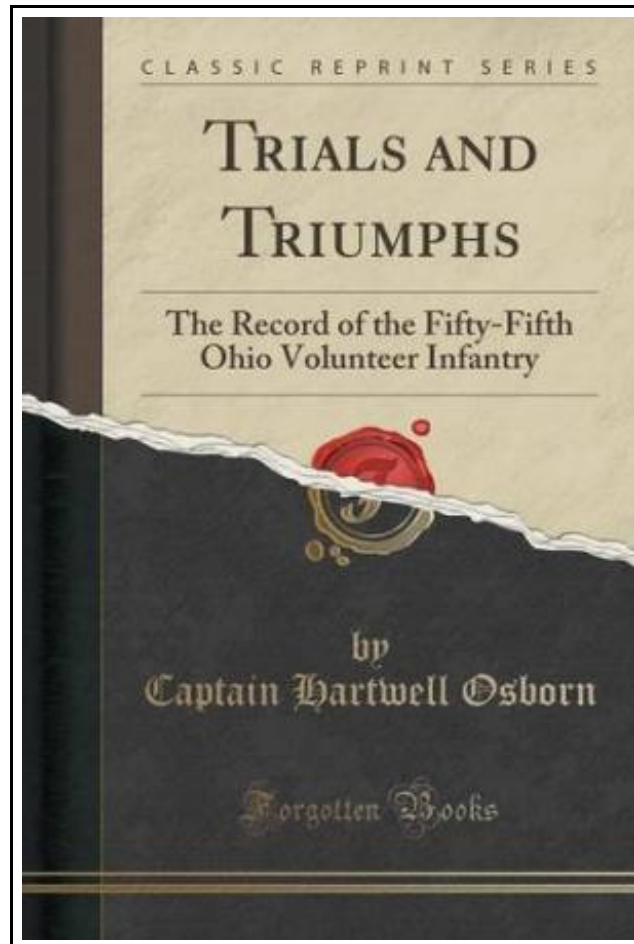 CLASSIC REPRINT SERIES
TRIALS AND
TRIUMPHS
The Record of the Fifty-Fifth
Ohio Volunteer Infantry
by
Captain Hartwell Osborn
Forgotten Books